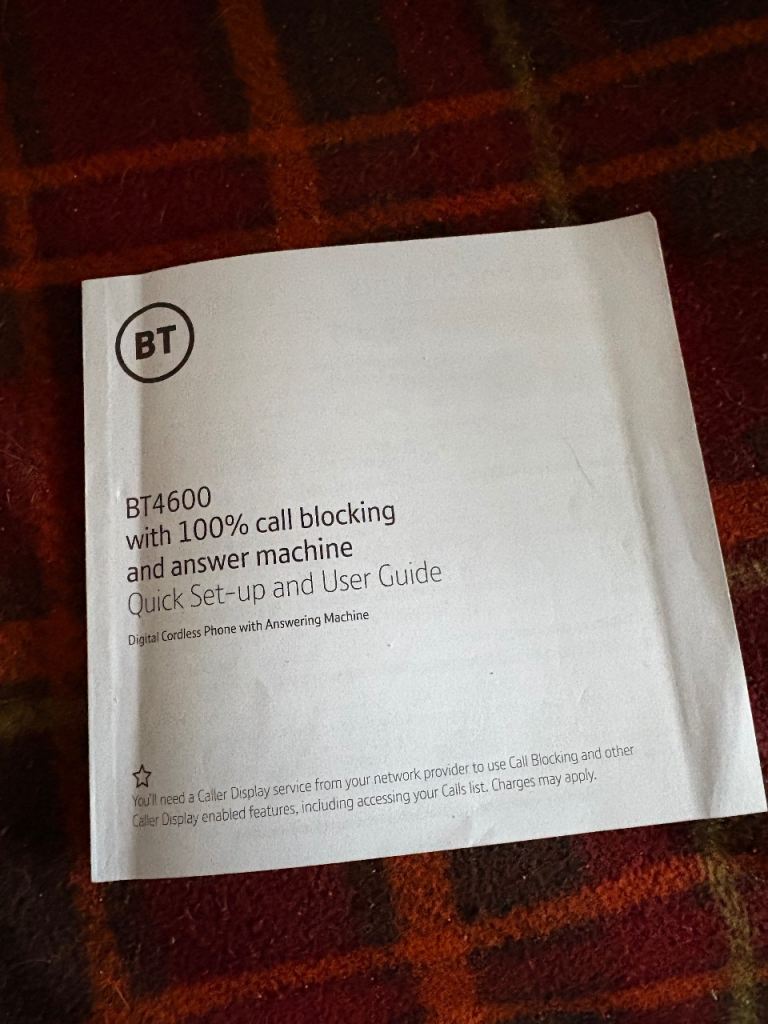 BT
BT4600
with 100% call blocking
and answer machine
Quick Set-up and User Guide
Digital Cordless Phone with Answering Machine
You'll need a Caller Display service from your network provider to use Call Blocking and other
Caller Display enabled features, including accessing your Calls list. Charges may apply.